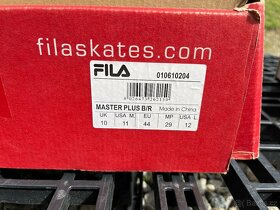 filaskates.com
FILA
010610204
MASTER PLUS B/R Made in China
UK USA M. EU MP USA L
10 11 44 29 12